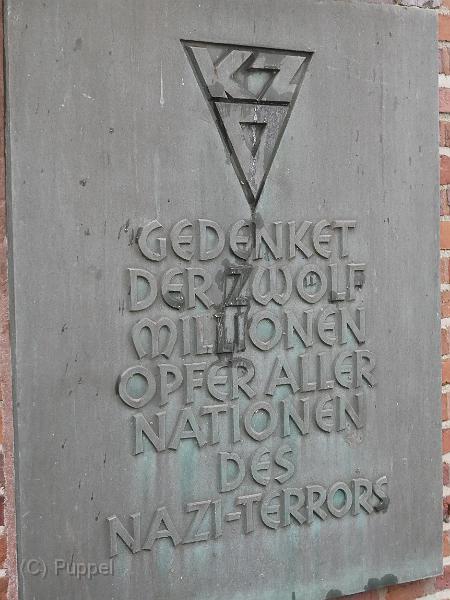 KZ
GEDENKET
DER ZWÖLF
MILLIONEN
OPFER ALLER
NATIONEN
DES
NAZI-TERRORS
(C) Puppel